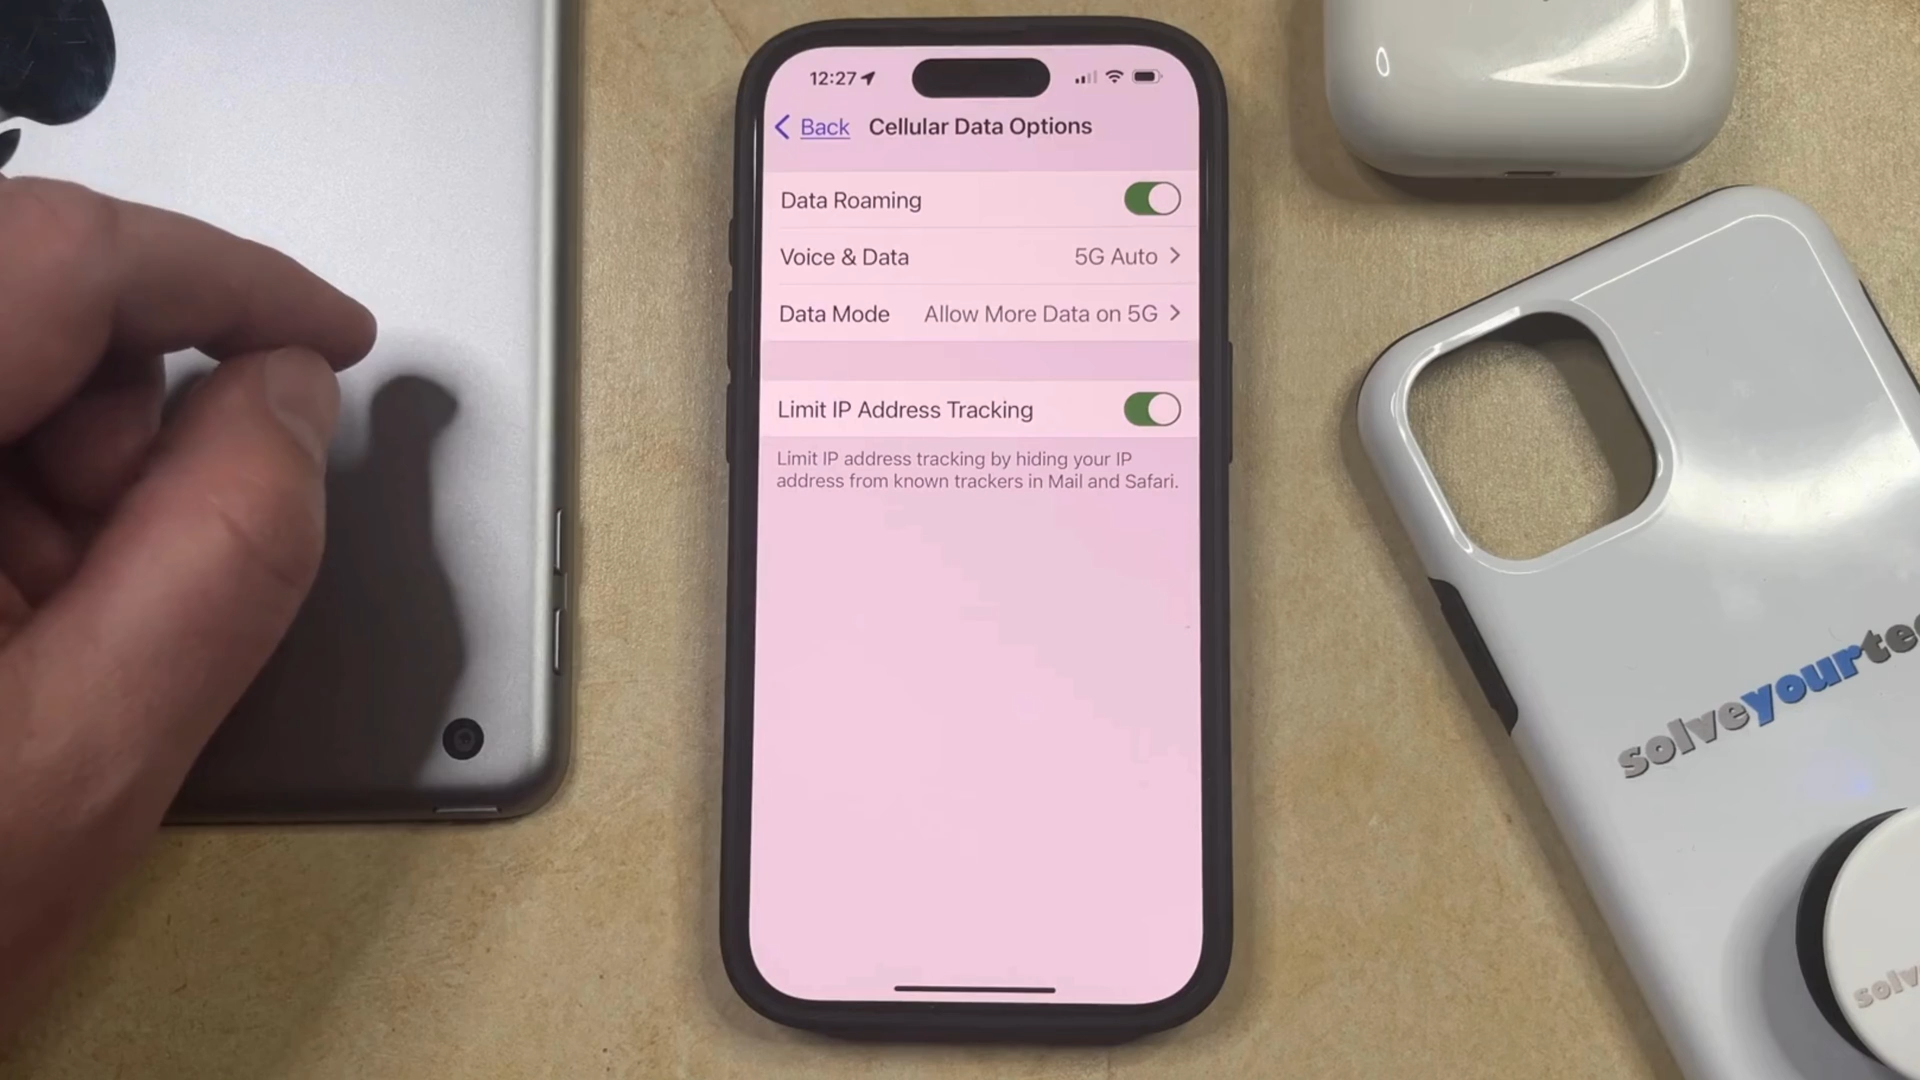 12:27
Back Cellular Data Options
Data Roaming
Voice & Data 5G Auto
Data Mode Allow More Data on 5G
Limit IP Address Tracking
Limit IP address tracking by hiding your IP
address from known trackers in Mail and Safari.
solveyourtec
solv